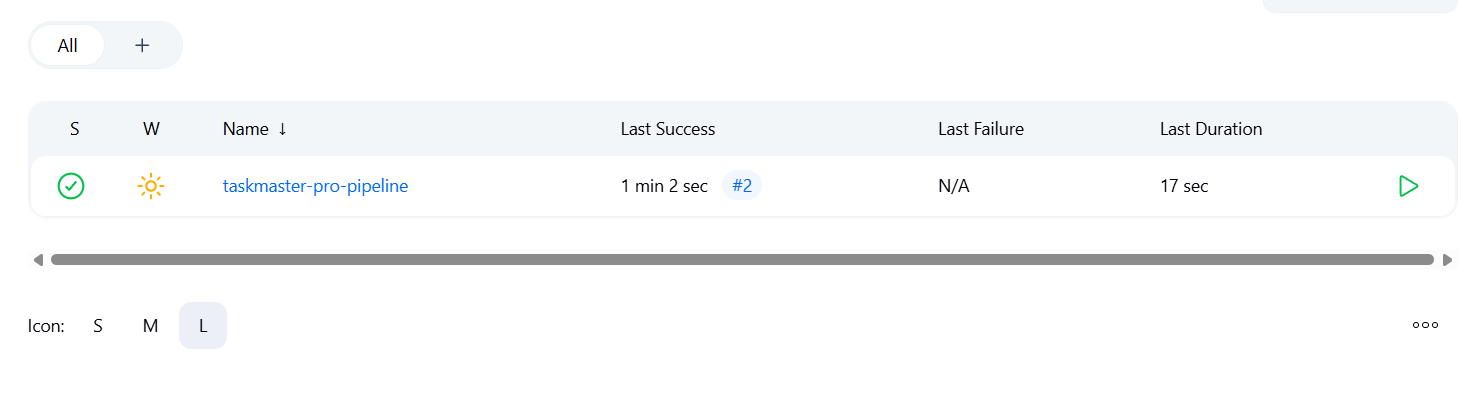 All +
S W Name ↓ Last Success Last Failure Last Duration
taskmaster-pro-pipeline 1 min 2 sec #2 N/A 17 sec
Icon: S M L